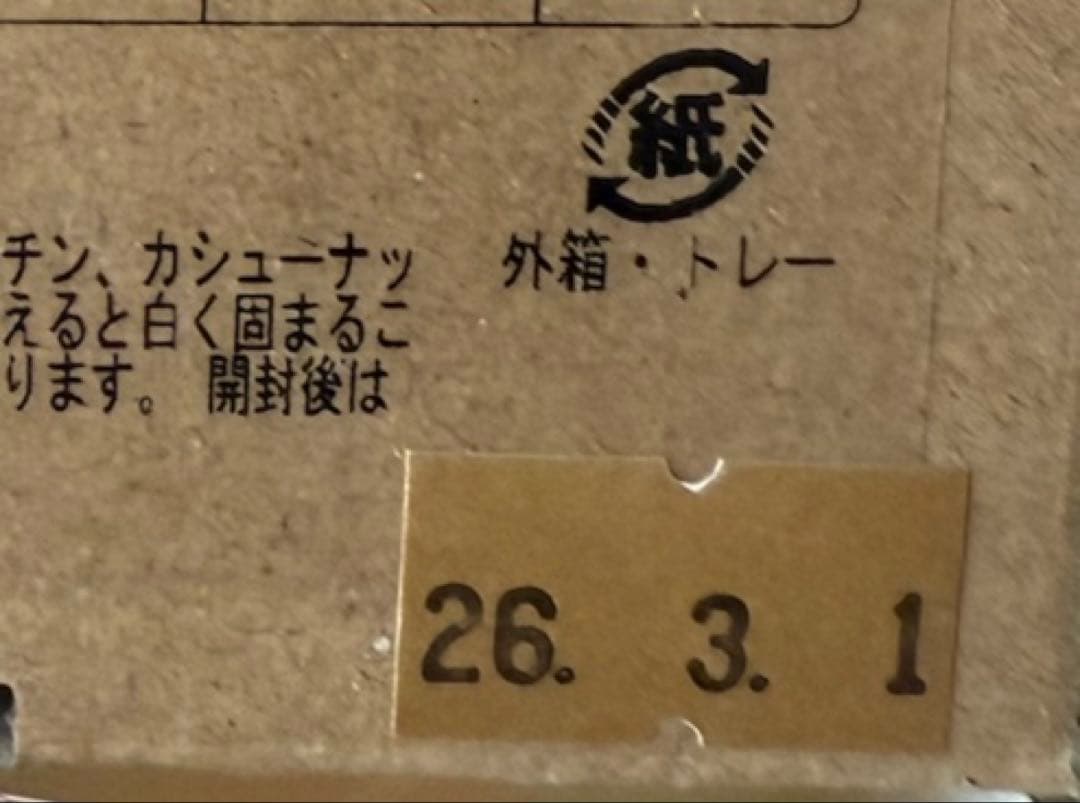 紙
外箱・トレー
チン、カシューナッ
えると白く固まるこ
ります。 開封後は
26. 3. 1